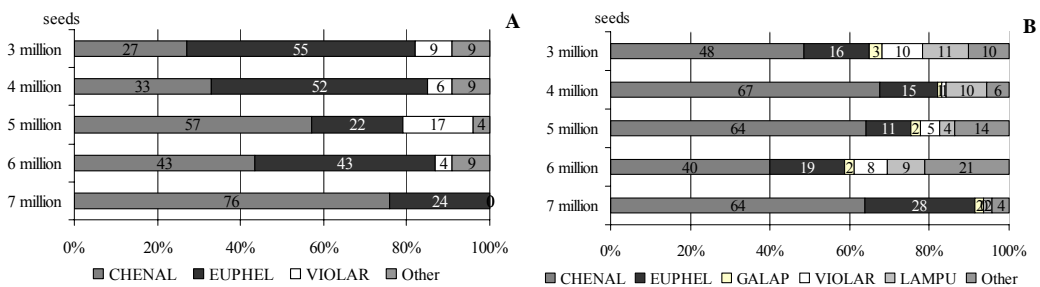 seeds
A
3 million 27 55 9 9
4 million 33 52 6 9
5 million 57 22 17 4
6 million 43 43 4 9
7 million 76 24 0
0% 20% 40% 60% 80% 100%
CHENAL EUPHEL VIOLAR Other
seeds
B
3 million 48 16 3 10 11 10
4 million 67 15 1 1 10 6
5 million 64 11 2 5 4 14
6 million 40 19 2 8 9 21
7 million 64 28 2 2 4
0% 20% 40% 60% 80% 100%
CHENAL EUPHEL GALAP VIOLAR LAMPU Other